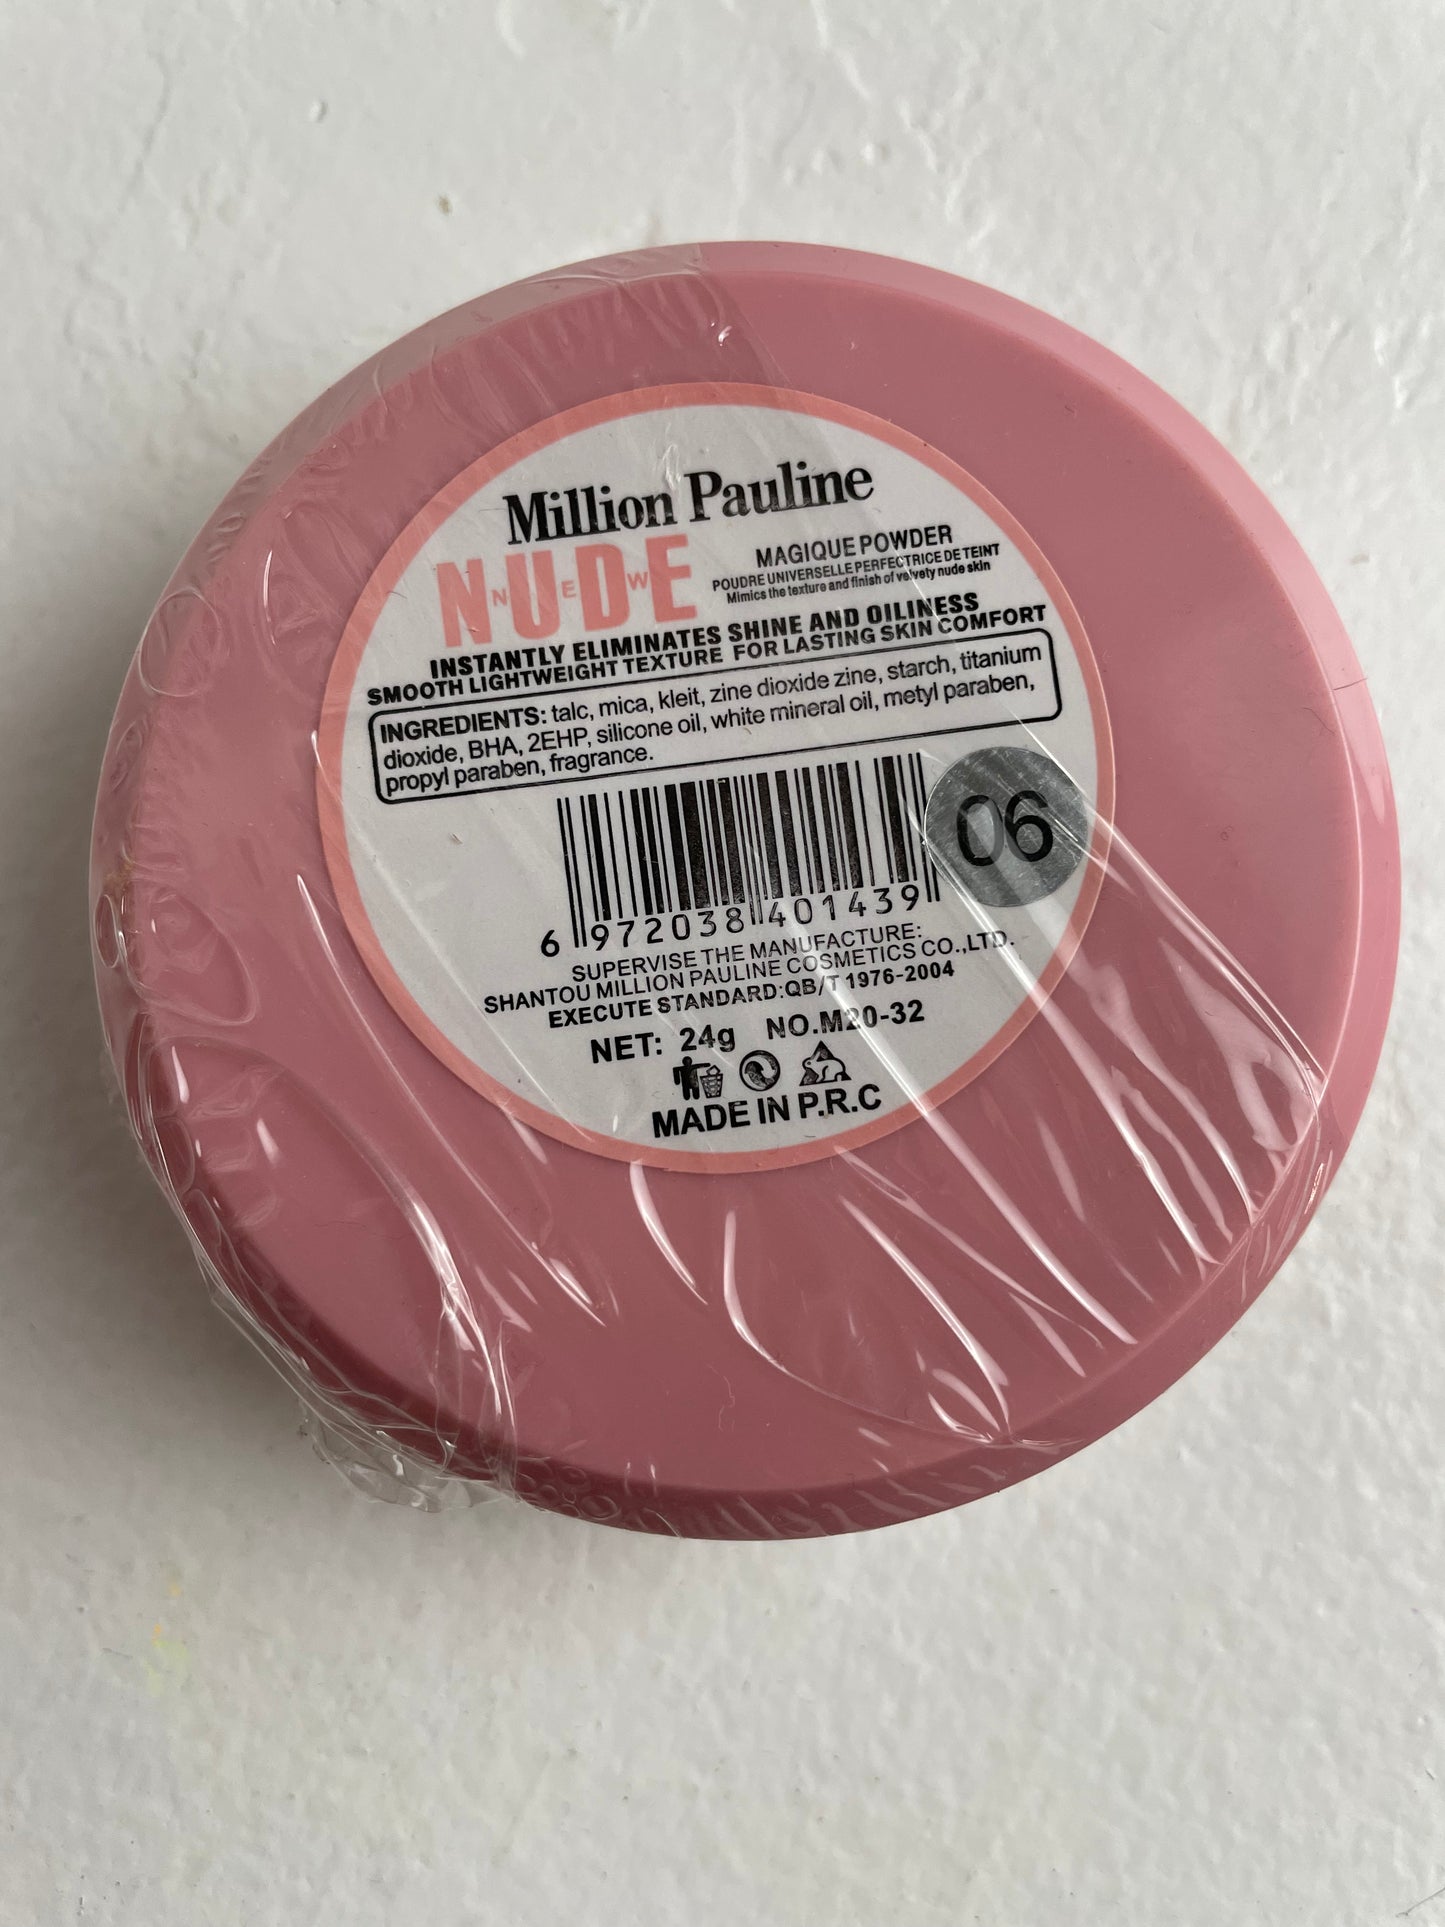 Million Pauline
NUDE
NEW
MAGIQUE POWDER
POUDRE UNIVERSELLE PERFECTRICE DE TEINT
Mimics the texture and finish of velvety nude skin
INSTANTLY ELIMINATES SHINE AND OILINESS
SMOOTH LIGHTWEIGHT TEXTURE FOR LASTING SKIN COMFORT
INGREDIENTS: talc, mica, kleit, zine dioxide zine, starch, titanium
dioxide, BHA, 2EHP, silicone oil, white mineral oil, metyl paraben,
propyl paraben, fragrance.
06
6 972038 401439
SUPERVISE THE MANUFACTURE:
SHANTOU MILLION PAULINE COSMETICS CO.,LTD.
EXECUTE STANDARD:QB/T 1976-2004
NET: 24g NO.M20-32
MADE IN P.R.C